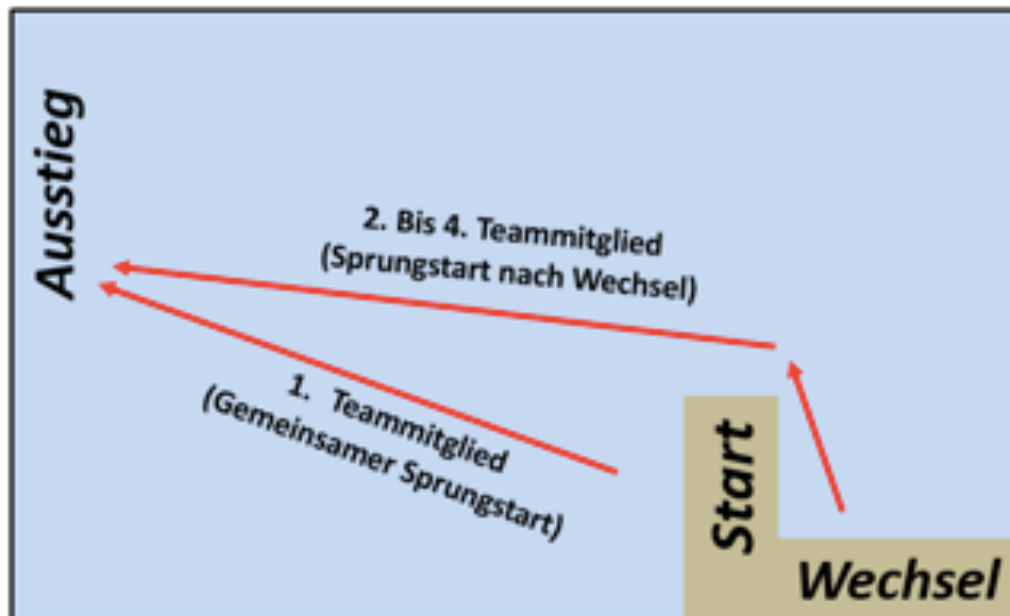 Ausstieg
2. Bis 4. Teammitglied
(Sprungstart nach Wechsel)
1. Teammitglied
(Gemeinsamer Sprungstart)
Start
Wechsel